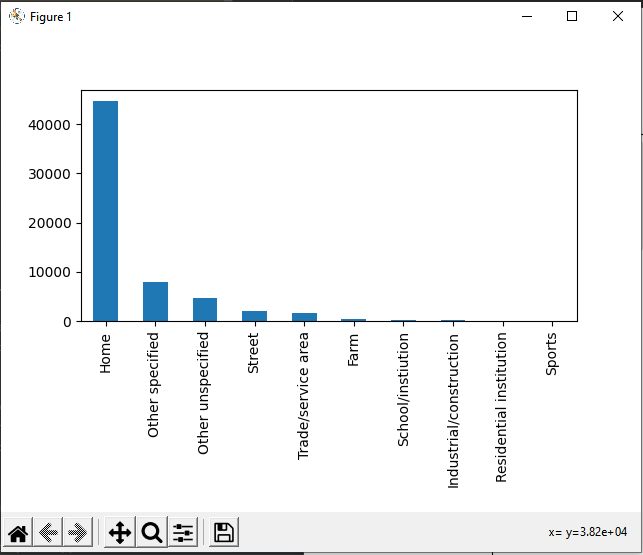 Figure 1
40000
30000
20000
10000
0
Home
Other specified
Other unspecified
Street
Trade/service area
Farm
School/instiution
Industrial/construction
Residential institution
Sports
x= y=3.82e+04